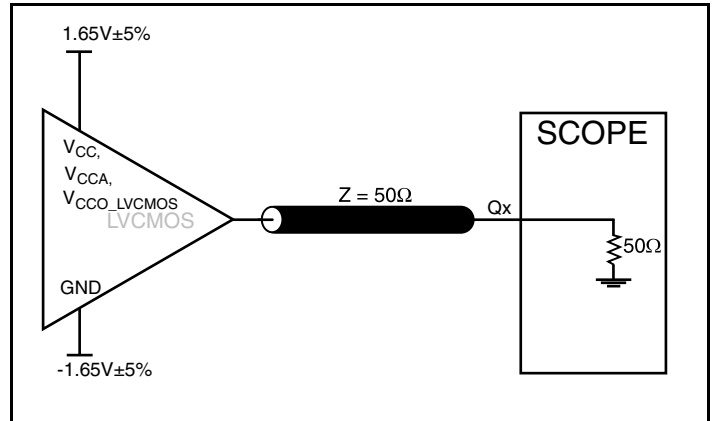 1.65V±5%
SCOPE
VCC,
VCCA,
VCCO_LVCMOS
LVCMOS
Z = 50Ω
Qx
50Ω
GND
-1.65V±5%